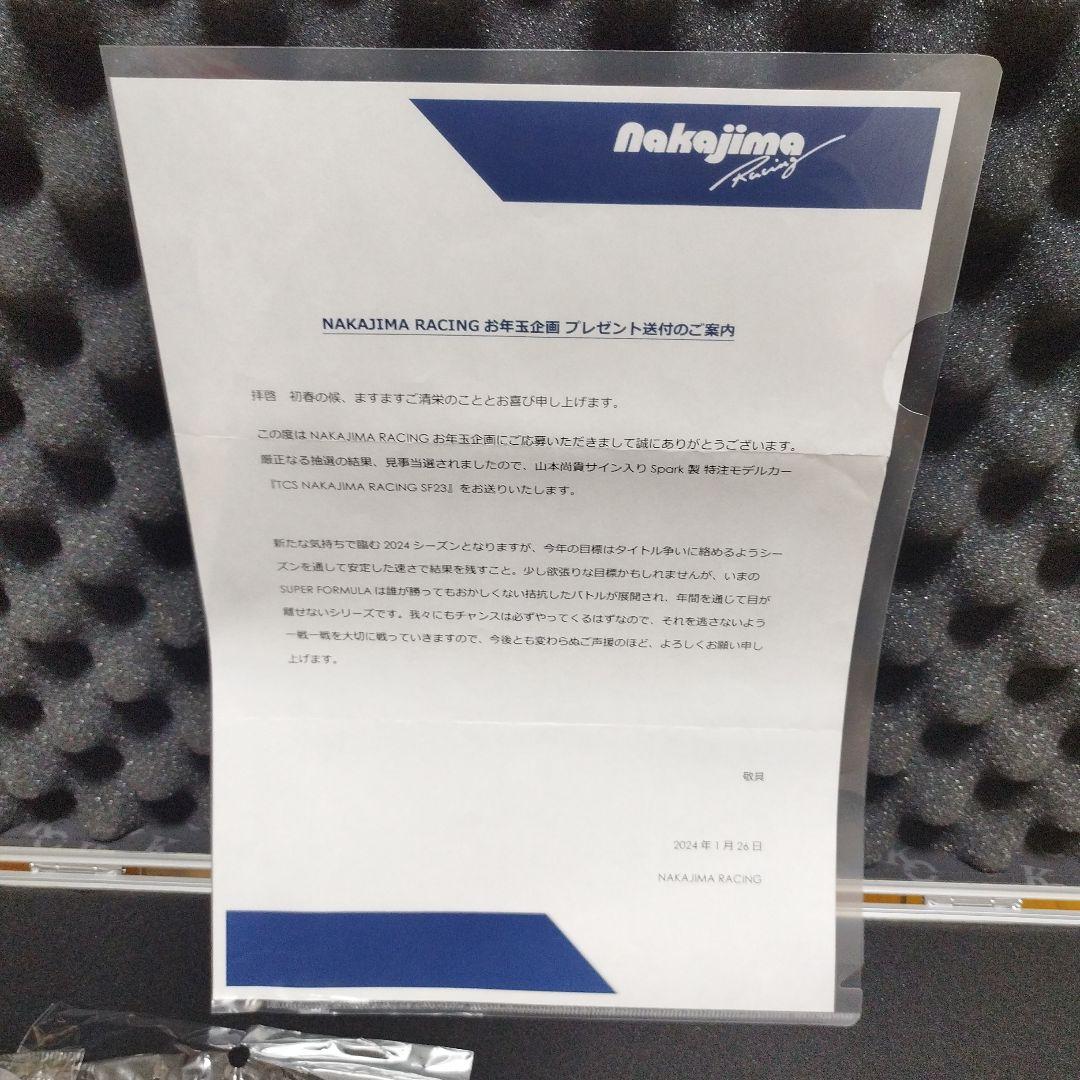 Nakajima
Racing
NAKAJIMA RACING お年玉企画 プレゼント送付のご案内
拝啓　初春の候、ますますご清栄のこととお喜び申し上げます。
この度は NAKAJIMA RACING お年玉企画にご応募いただきまして誠にありがとうございます。
厳正なる抽選の結果、見事当選されましたので、山本尚貴サイン入り Spark 製 特注モデルカー
『TCS NAKAJIMA RACING SF23』をお送りいたします。
新たな気持ちで臨む 2024 シーズンとなりますが、今年の目標はタイトル争いに絡めるようシー
ズンを通して安定した速さで結果を残すこと。少し欲張りな目標かもしれませんが、いまの
SUPER FORMULA は誰が勝ってもおかしくない拮抗したバトルが展開され、年間を通じて目が
離せないシリーズです。我々にもチャンスは必ずやってくるはずなので、それを逃さないよう
一戦一戦を大切に戦っていきますので、今後とも変わらぬご声援のほど、よろしくお願い申し
上げます。
敬具
2024 年 1 月 26 日
NAKAJIMA RACING